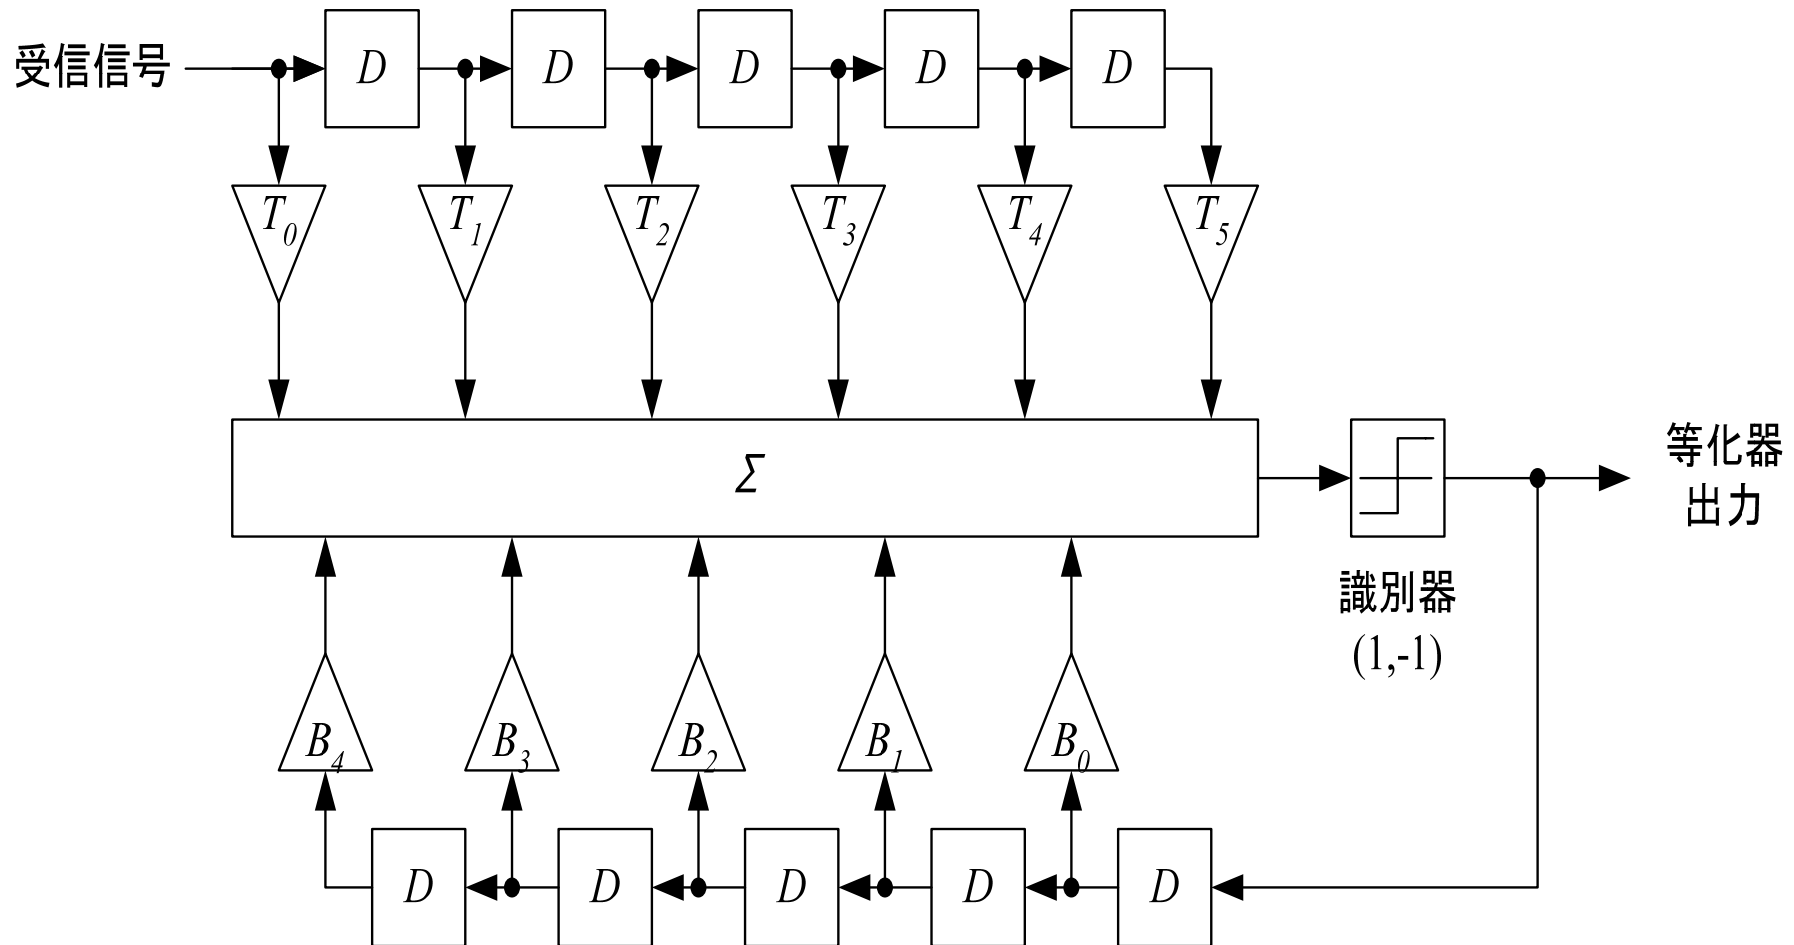 受信信号
D D D D D
T0 T1 T2 T3 T4 T5
Σ
等化器
出力
識別器
(1,-1)
B4 B3 B2 B1 B0
D D D D D